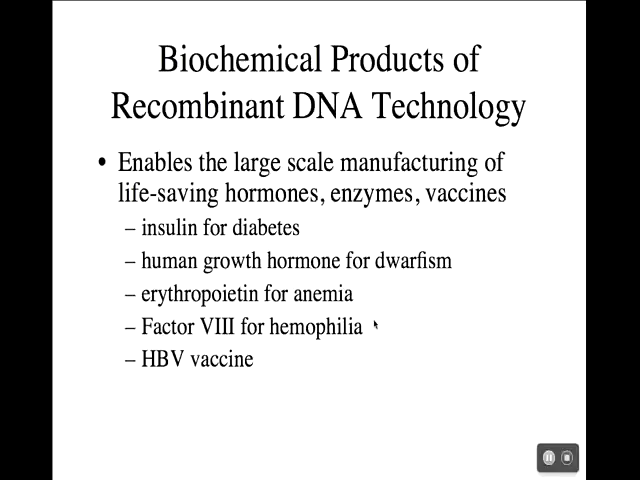 Biochemical Products of
Recombinant DNA Technology
• Enables the large scale manufacturing of
life-saving hormones, enzymes, vaccines
– insulin for diabetes
– human growth hormone for dwarfism
– erythropoietin for anemia
– Factor VIII for hemophilia
– HBV vaccine